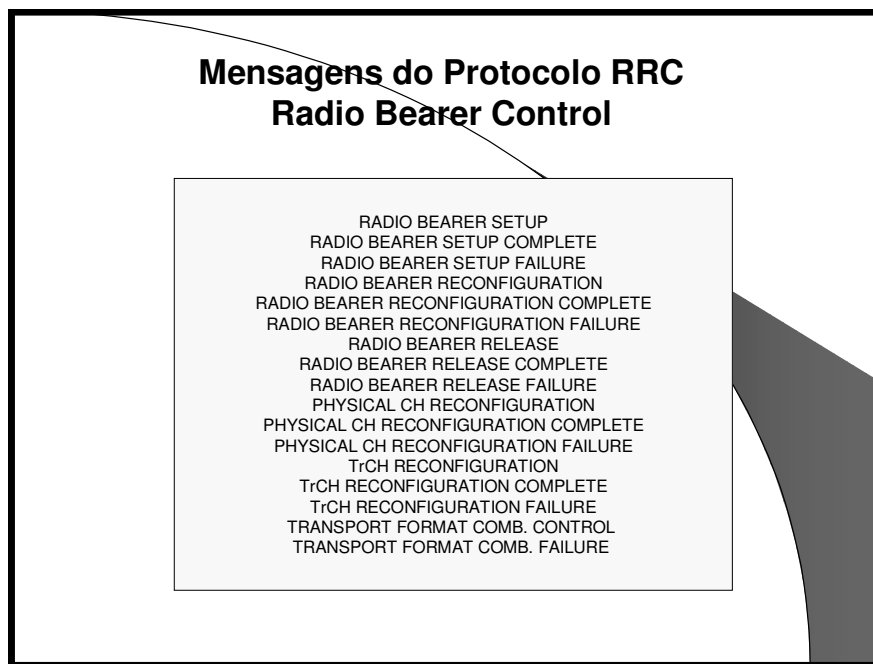 Mensagens do Protocolo RRC
Radio Bearer Control
RADIO BEARER SETUP
RADIO BEARER SETUP COMPLETE
RADIO BEARER SETUP FAILURE
RADIO BEARER RECONFIGURATION
RADIO BEARER RECONFIGURATION COMPLETE
RADIO BEARER RECONFIGURATION FAILURE
RADIO BEARER RELEASE
RADIO BEARER RELEASE COMPLETE
RADIO BEARER RELEASE FAILURE
PHYSICAL CH RECONFIGURATION
PHYSICAL CH RECONFIGURATION COMPLETE
PHYSICAL CH RECONFIGURATION FAILURE
TrCH RECONFIGURATION
TrCH RECONFIGURATION COMPLETE
TrCH RECONFIGURATION FAILURE
TRANSPORT FORMAT COMB. CONTROL
TRANSPORT FORMAT COMB. FAILURE